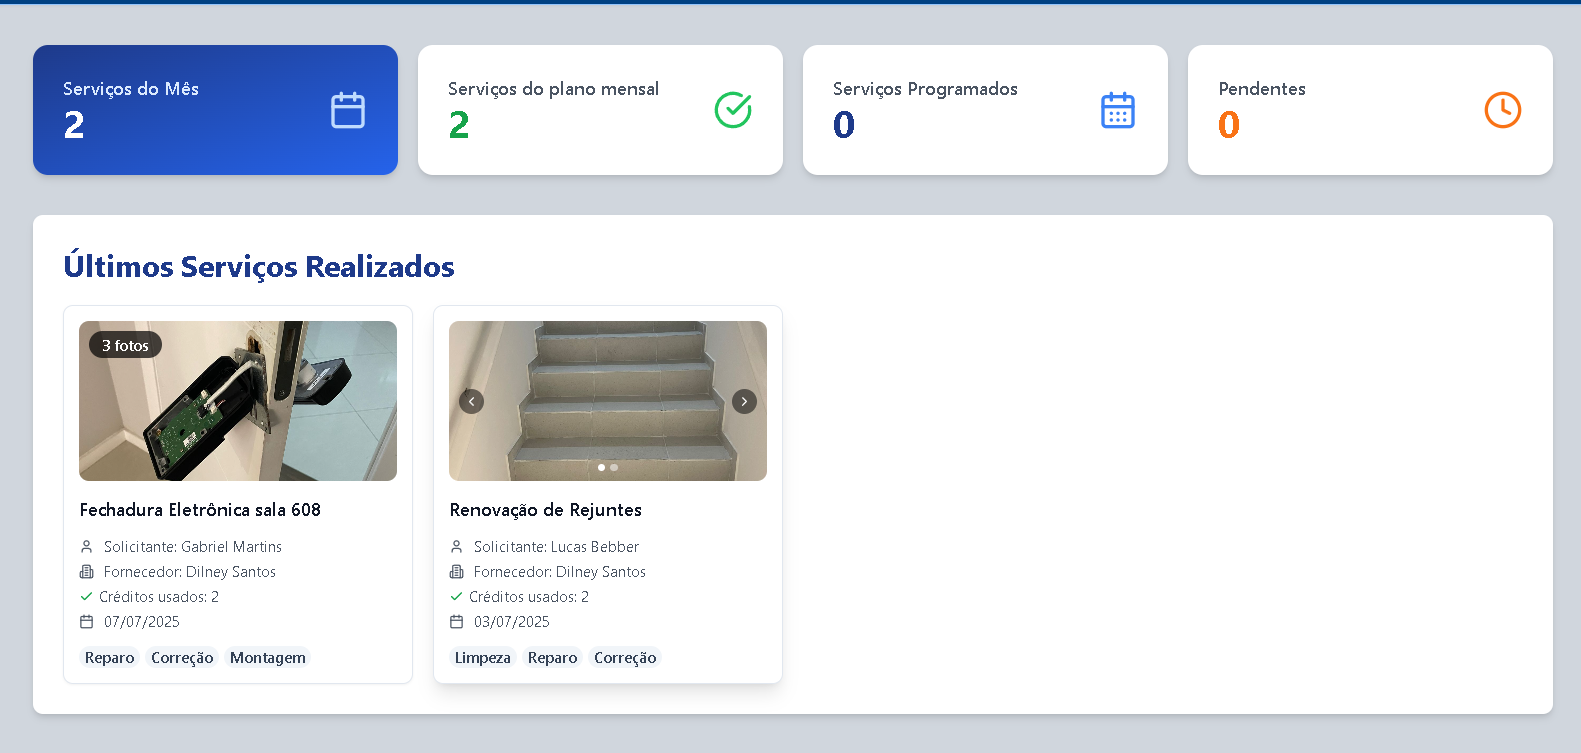 Serviços do Mês
2
Serviços do plano mensal
2
Serviços Programados
0
Pendentes
0
Últimos Serviços Realizados
3 fotos
Fechadura Eletrônica sala 608
Solicitante: Gabriel Martins
Fornecedor: Dilney Santos
Créditos usados: 2
07/07/2025
Reparo Correção Montagem
Renovação de Rejuntes
Solicitante: Lucas Bebber
Fornecedor: Dilney Santos
Créditos usados: 2
03/07/2025
Limpeza Reparo Correção